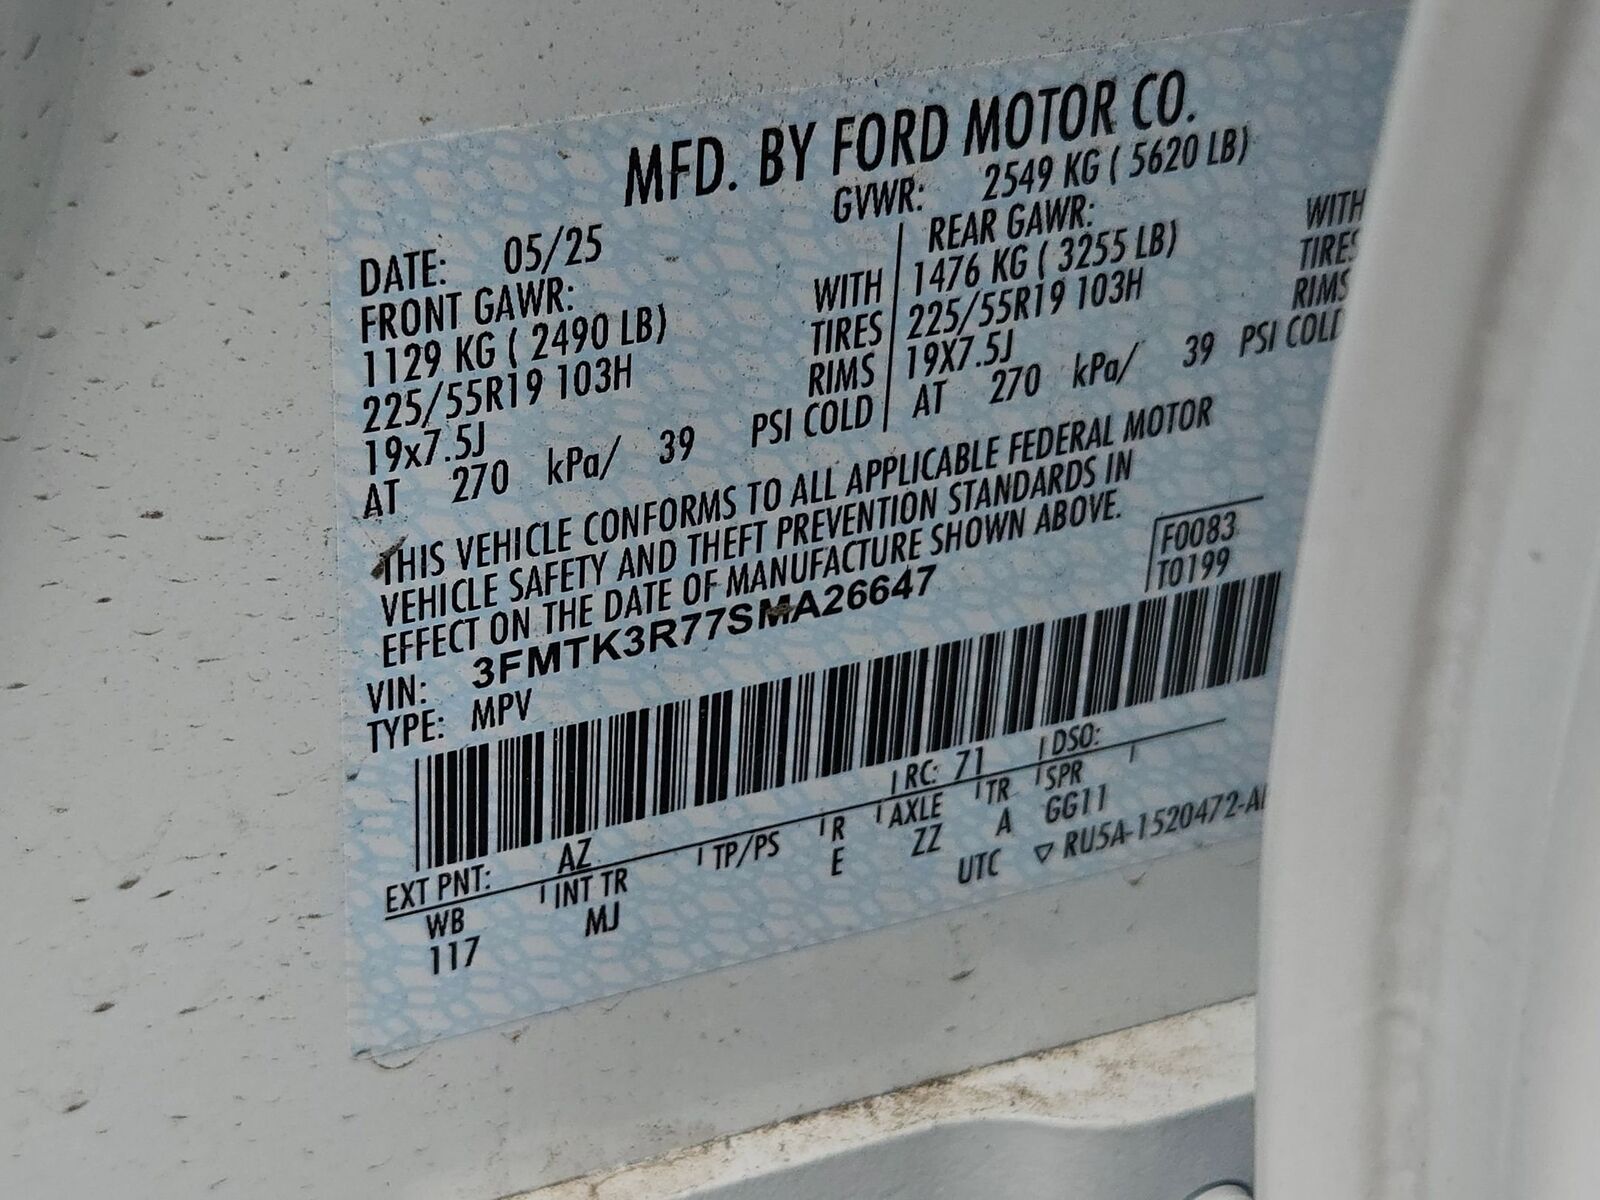 MFD. BY FORD MOTOR CO.
DATE: 05/25 GVWR: 2549 KG ( 5620 LB)
FRONT GAWR: REAR GAWR:
1129 KG ( 2490 LB) WITH 1476 KG ( 3255 LB) WITH
225/55R19 103H TIRES 225/55R19 103H TIRES
19x7.5J RIMS 19X7.5J RIMS
AT 270 kPa/ 39 PSI COLD AT 270 kPa/ 39 PSI COLD
THIS VEHICLE CONFORMS TO ALL APPLICABLE FEDERAL MOTOR
VEHICLE SAFETY AND THEFT PREVENTION STANDARDS IN
EFFECT ON THE DATE OF MANUFACTURE SHOWN ABOVE.
F0083
T0199
VIN: 3FMTK3R77SMA26647
TYPE: MPV
EXT PNT: AZ RC: 71 DSO:
WB INT TR TP/PS R AXLE TR SPR
117 MJ E ZZ A GG11
UTC ▽ RU5A-1520472-A